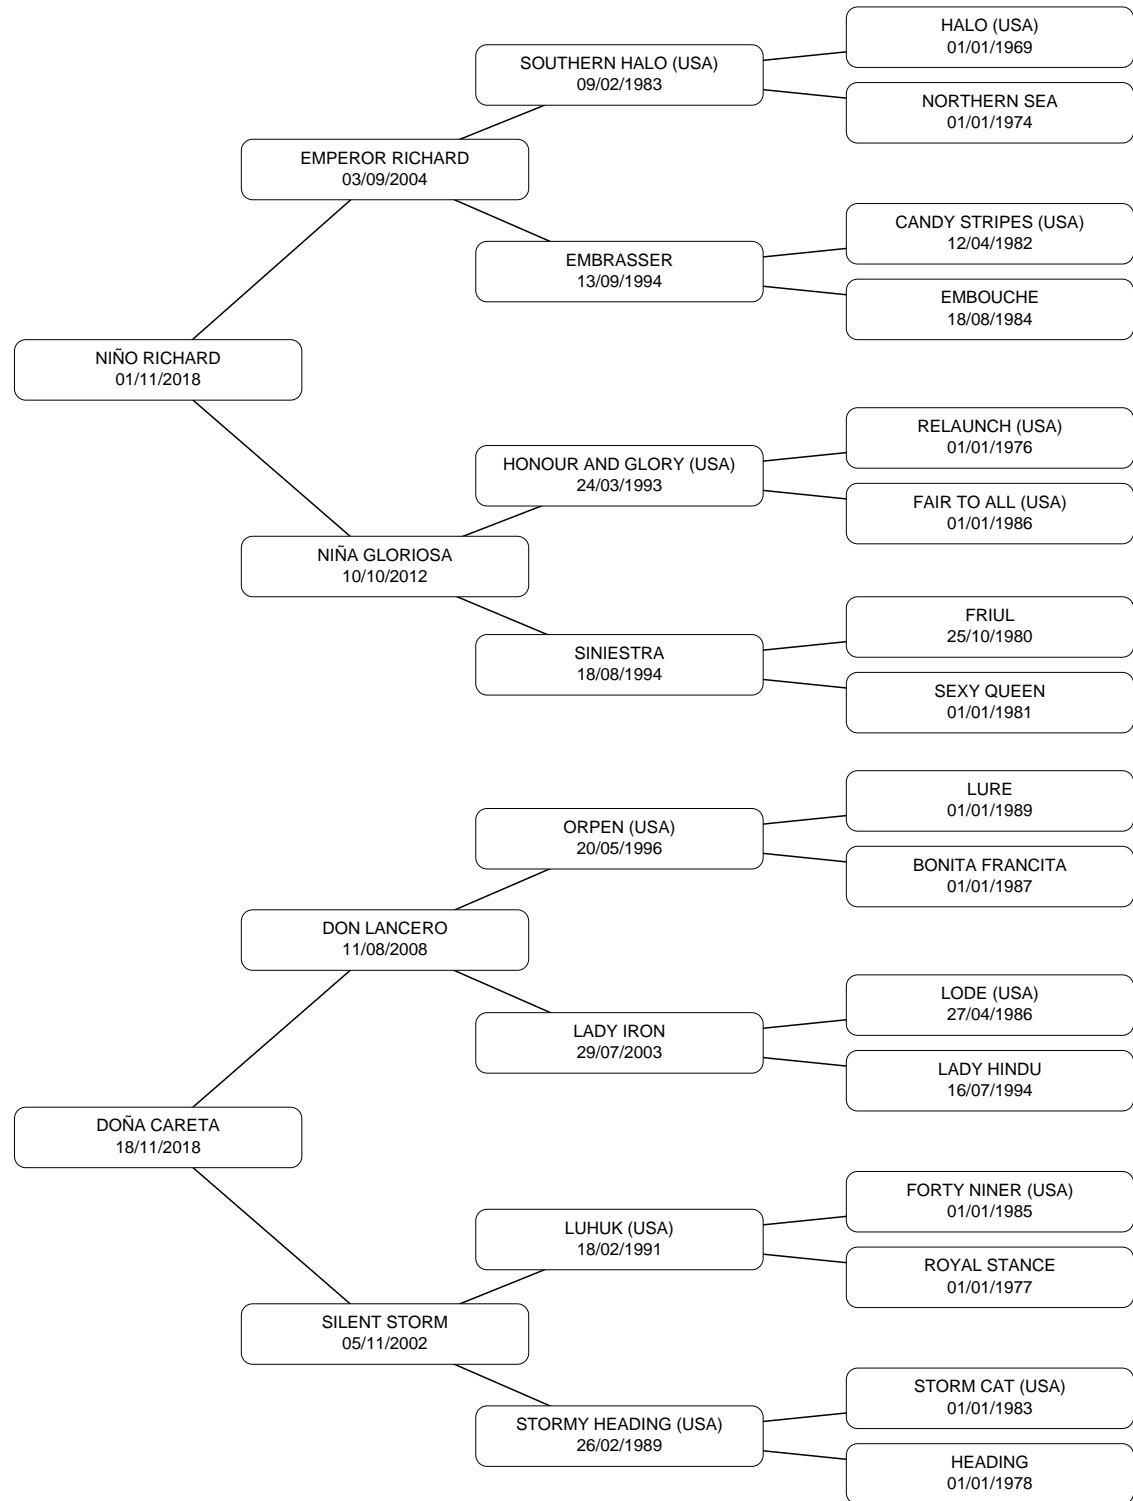 HALO (USA)
01/01/1969
SOUTHERN HALO (USA)
09/02/1983
NORTHERN SEA
01/01/1974
EMPEROR RICHARD
03/09/2004
CANDY STRIPES (USA)
12/04/1982
EMBRASSER
13/09/1994
EMBOUCHE
18/08/1984
NIÑO RICHARD
01/11/2018
RELAUNCH (USA)
01/01/1976
HONOUR AND GLORY (USA)
24/03/1993
FAIR TO ALL (USA)
01/01/1986
NIÑA GLORIOSA
10/10/2012
FRIUL
25/10/1980
SINIESTRA
18/08/1994
SEXY QUEEN
01/01/1981
LURE
01/01/1989
ORPEN (USA)
20/05/1996
BONITA FRANCITA
01/01/1987
DON LANCERO
11/08/2008
LODE (USA)
27/04/1986
LADY IRON
29/07/2003
LADY HINDU
16/07/1994
DOÑA CARETA
18/11/2018
FORTY NINER (USA)
01/01/1985
LUHUK (USA)
18/02/1991
ROYAL STANCE
01/01/1977
SILENT STORM
05/11/2002
STORM CAT (USA)
01/01/1983
STORMY HEADING (USA)
26/02/1989
HEADING
01/01/1978